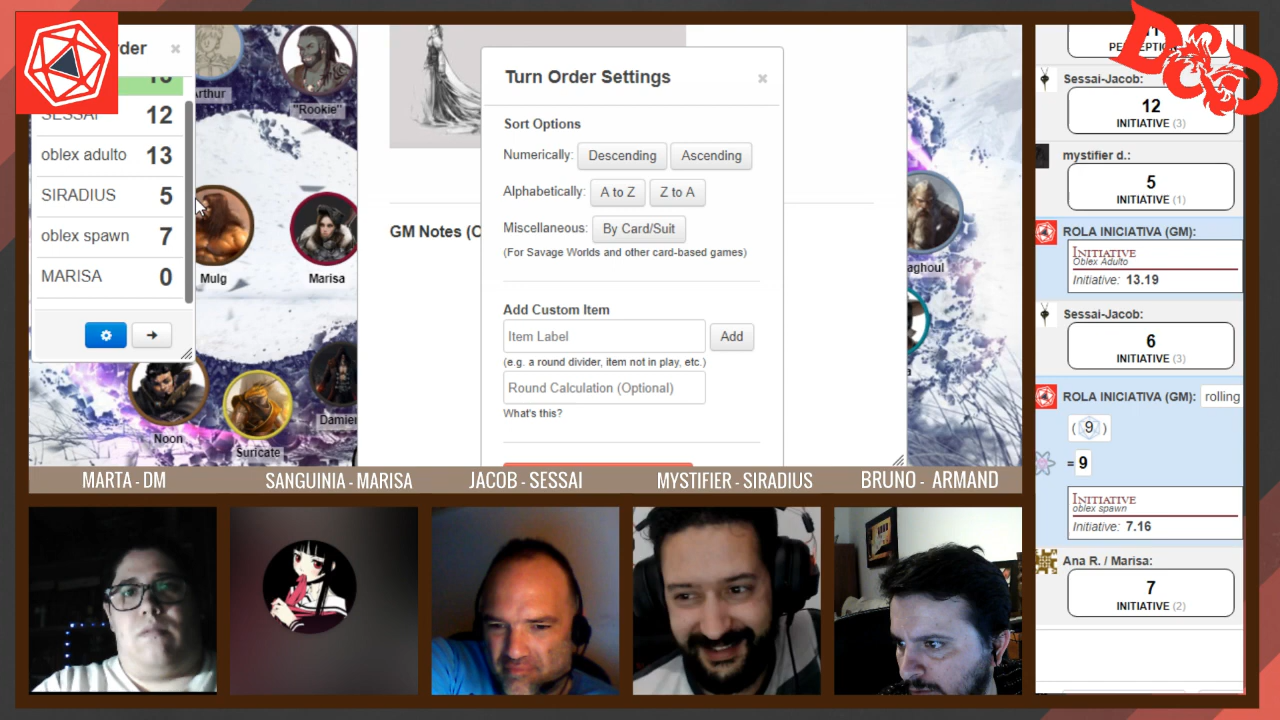 der ×
SESSAI 12
oblex adulto 13
SIRADIUS 5
oblex spawn 7
MARISA 0
Arthur
"Rookie"
Mulg
Marisa
Noon
Suricate
Damien
GM Notes (
Turn Order Settings ×
Sort Options
Numerically: Descending Ascending
Alphabetically: A to Z Z to A
Miscellaneous: By Card/Suit
(For Savage Worlds and other card-based games)
Add Custom Item
Item Label Add
(e.g. a round divider, item not in play, etc.)
Round Calculation (Optional)
What's this?
aghoul
D&D
Sessai-Jacob:
12
INITIATIVE (3)
mystifier d.:
5
INITIATIVE (1)
ROLA INICIATIVA (GM):
INITIATIVE
Oblex Adulto
Initiative: 13.19
Sessai-Jacob:
6
INITIATIVE (3)
ROLA INICIATIVA (GM): rolling
(9)
=9
INITIATIVE
oblex spawn
Initiative: 7.16
Ana R. / Marisa:
7
INITIATIVE (2)
MARTA - DM
SANGUINIA - MARISA
JACOB - SESSAI
MYSTIFIER - SIRADIUS
BRUNO - ARMAND